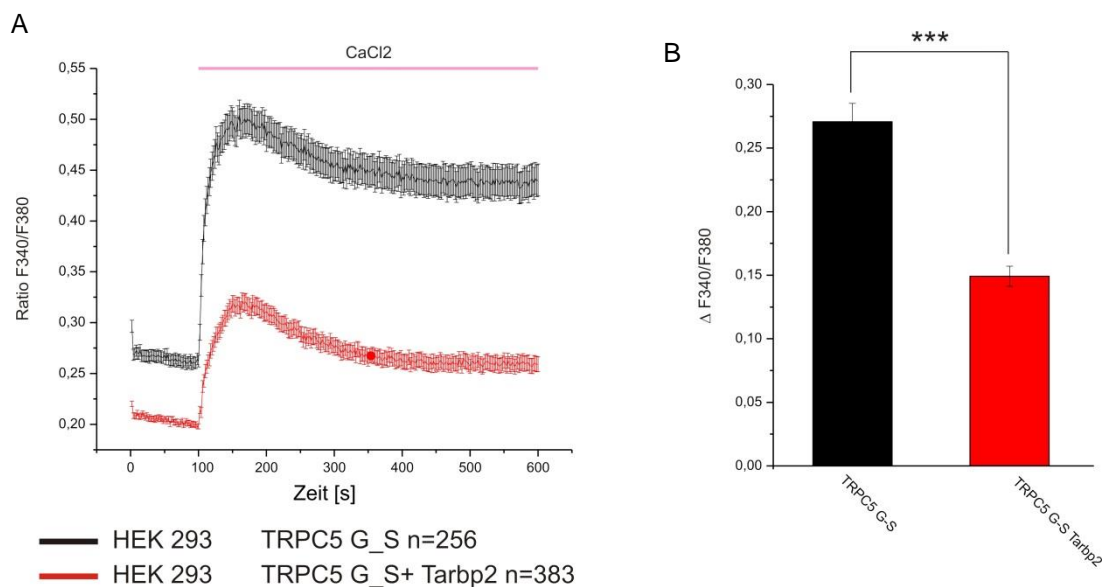 A
CaCl2
0,55
0,50
0,45
0,40
0,35
0,30
0,25
0,20
Ratio F340/F380
0
100
200
300
400
500
600
Zeit [s]
HEK 293 TRPC5 G_S n=256
HEK 293 TRPC5 G_S+ Tarbp2 n=383
B
***
0,30
0,25
0,20
0,15
0,10
0,05
0,00
Δ F340/F380
TRPC5 G-S
TRPC5 G-S Tarbp2